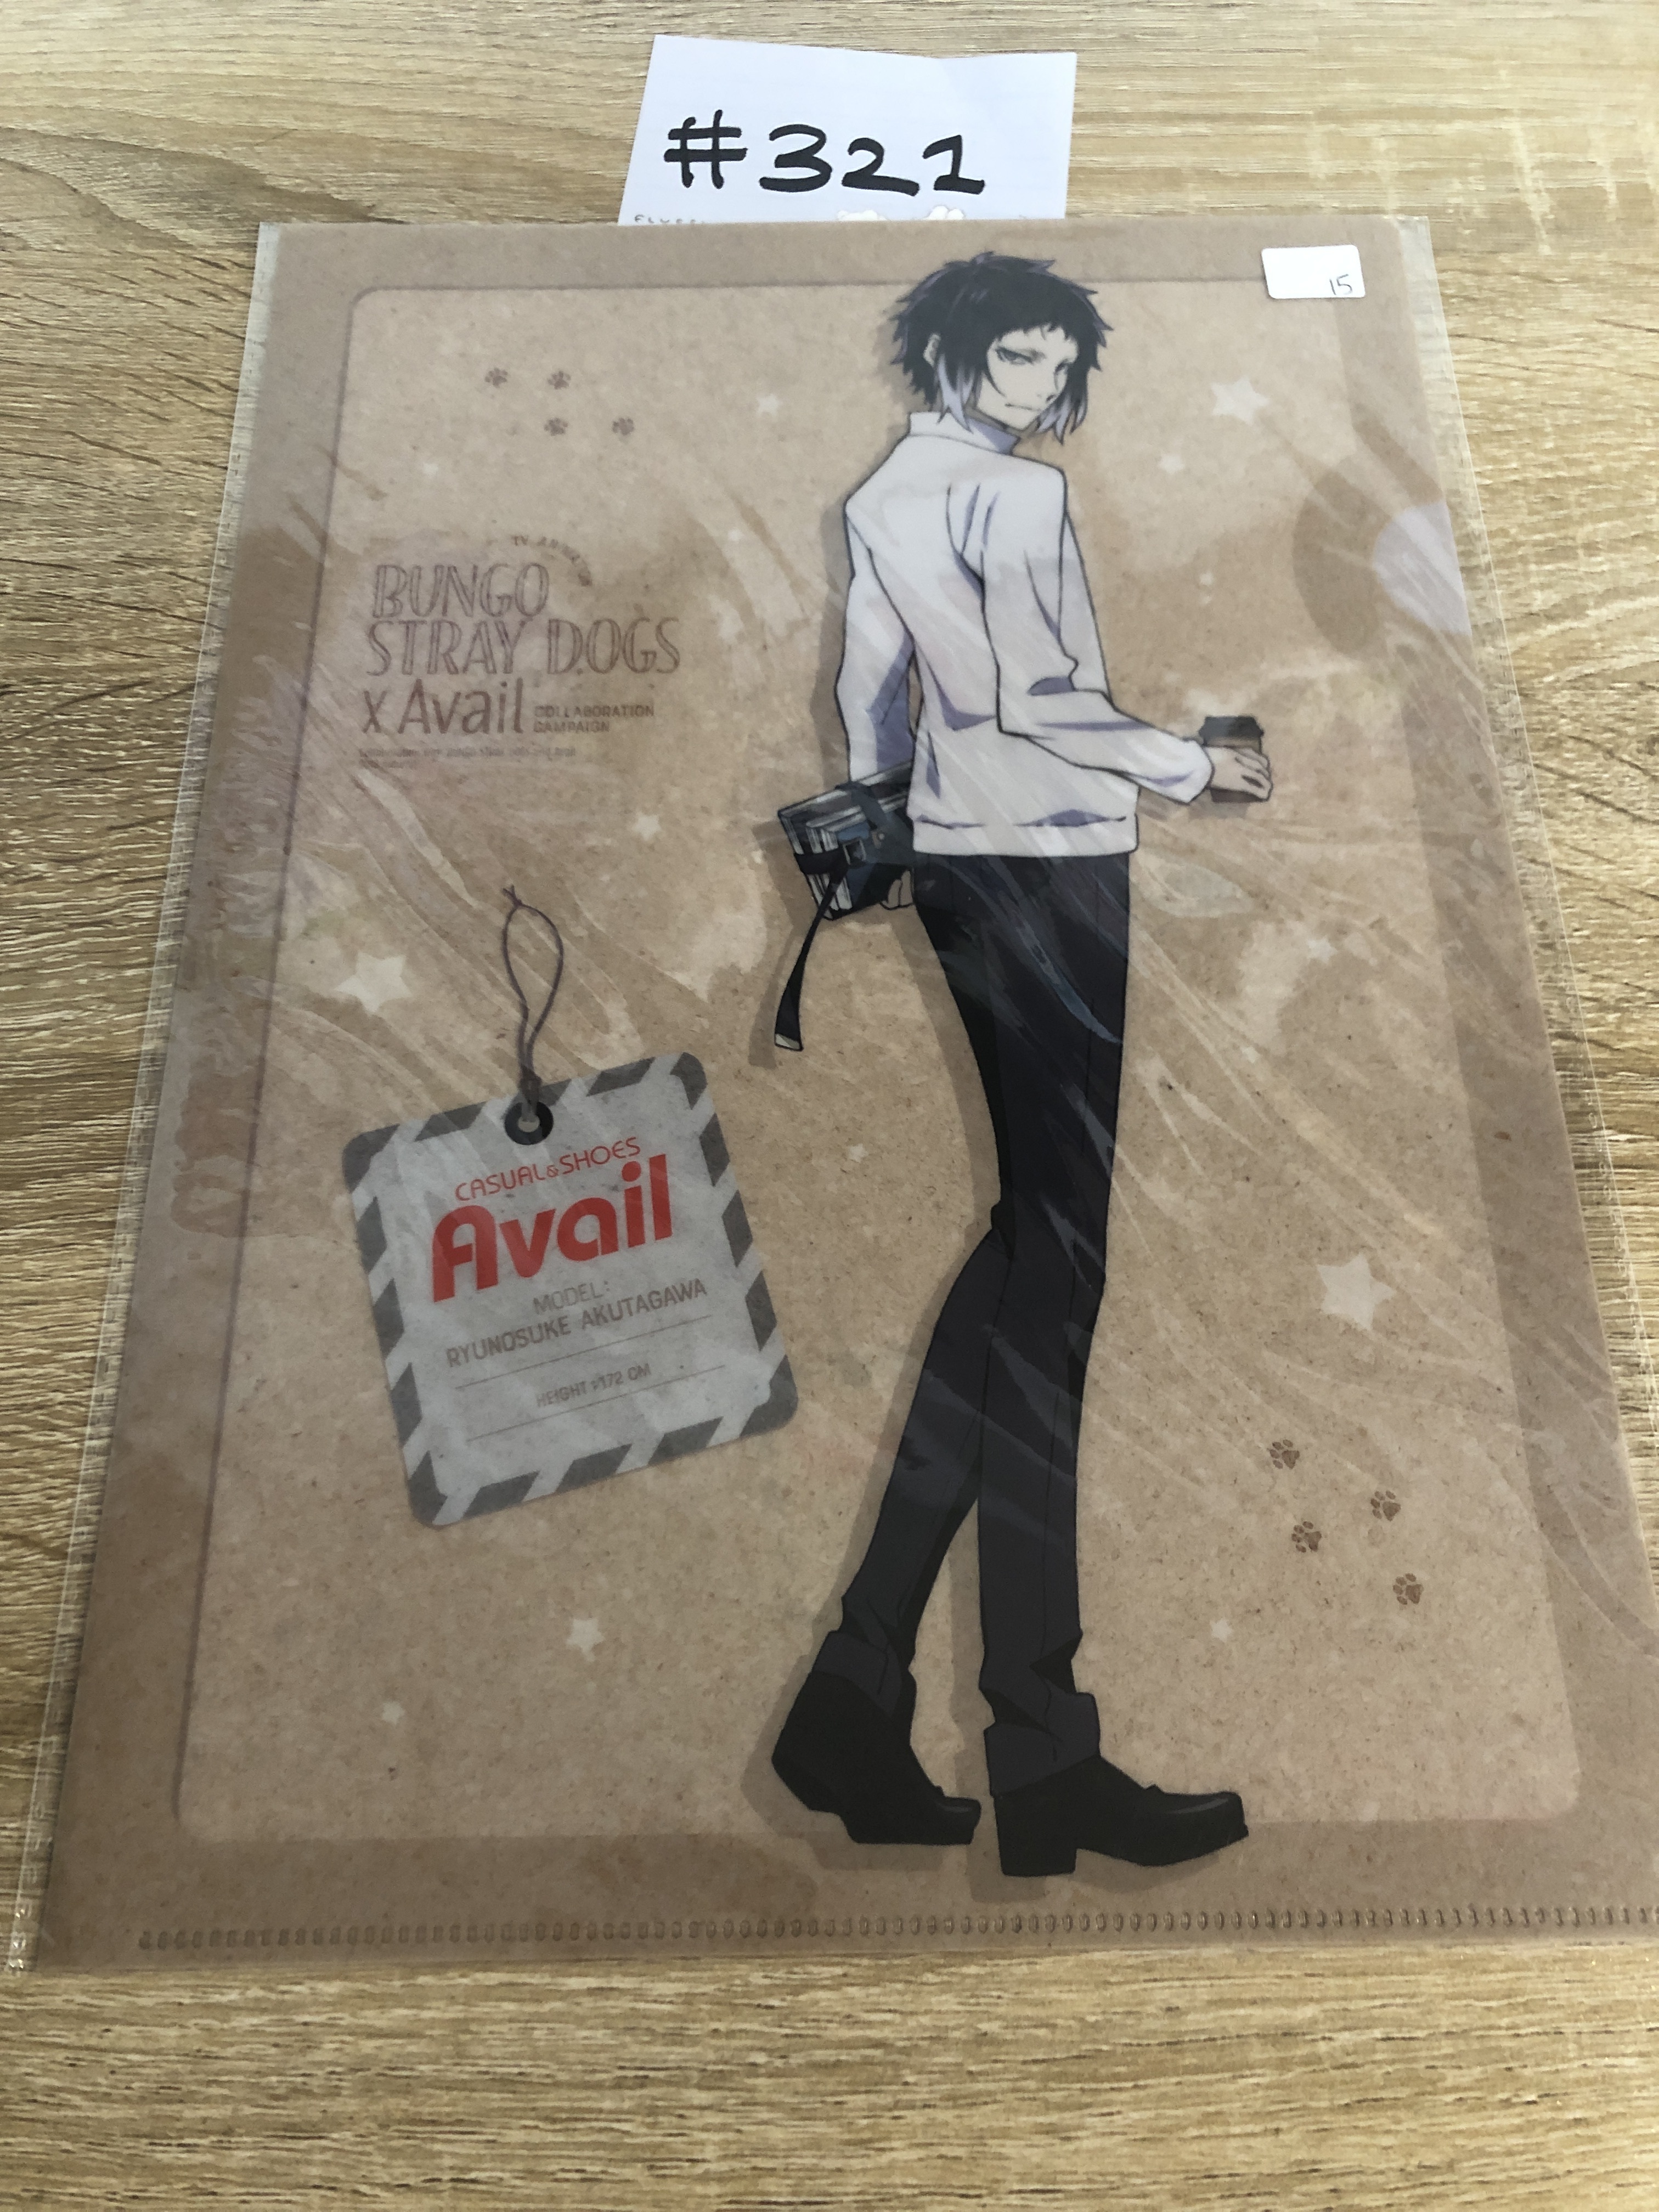 #321
15
TV ANIMATION
BUNGO
STRAY DOGS
x Avail COLLABORATION
CAMPAIGN
CASUAL&SHOES
Avail
MODEL:
RYUNOSUKE AKUTAGAWA
HEIGHT:172 CM